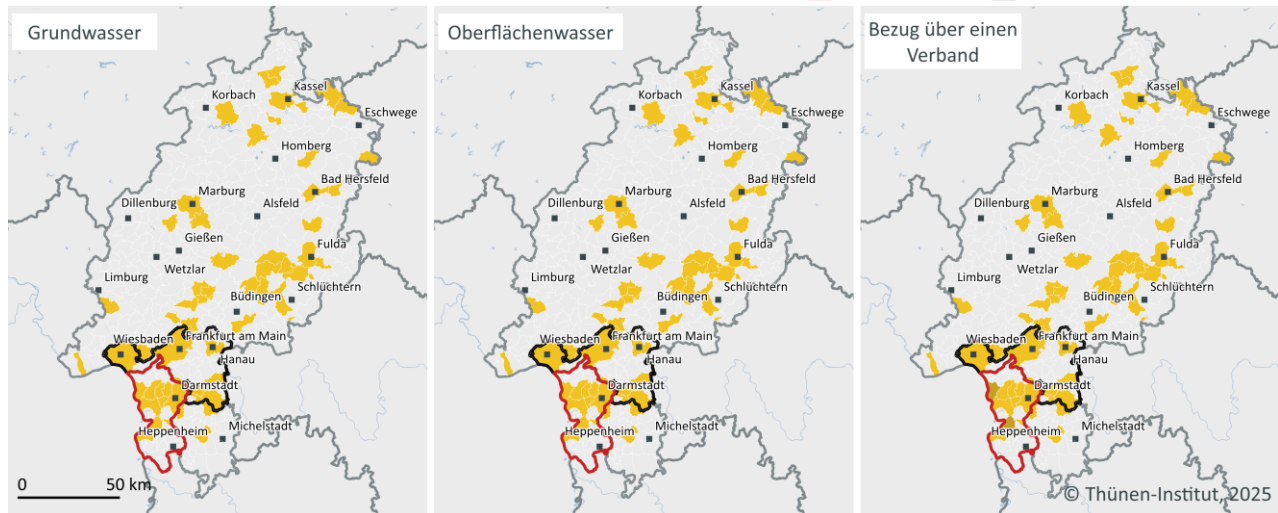 Grundwasser
Kassel
Korbach
Eschwege
Homberg
Bad Hersfeld
Marburg
Dillenburg
Alsfeld
Gießen
Fulda
Wetzlar
Limburg
Schlüchtern
Büdingen
Wiesbaden
Frankfurt am Main
Hanau
Darmstadt
Heppenheim
Michelstadt
0 50 km
Oberflächenwasser
Kassel
Korbach
Eschwege
Homberg
Bad Hersfeld
Marburg
Dillenburg
Alsfeld
Gießen
Fulda
Wetzlar
Limburg
Schlüchtern
Büdingen
Wiesbaden
Frankfurt am Main
Hanau
Darmstadt
Heppenheim
Michelstadt
Bezug über einen
Verband
Kassel
Korbach
Eschwege
Homberg
Bad Hersfeld
Marburg
Dillenburg
Alsfeld
Gießen
Fulda
Wetzlar
Limburg
Schlüchtern
Büdingen
Wiesbaden
Frankfurt am Main
Hanau
Darmstadt
Heppenheim
Michelstadt
© Thünen-Institut, 2025